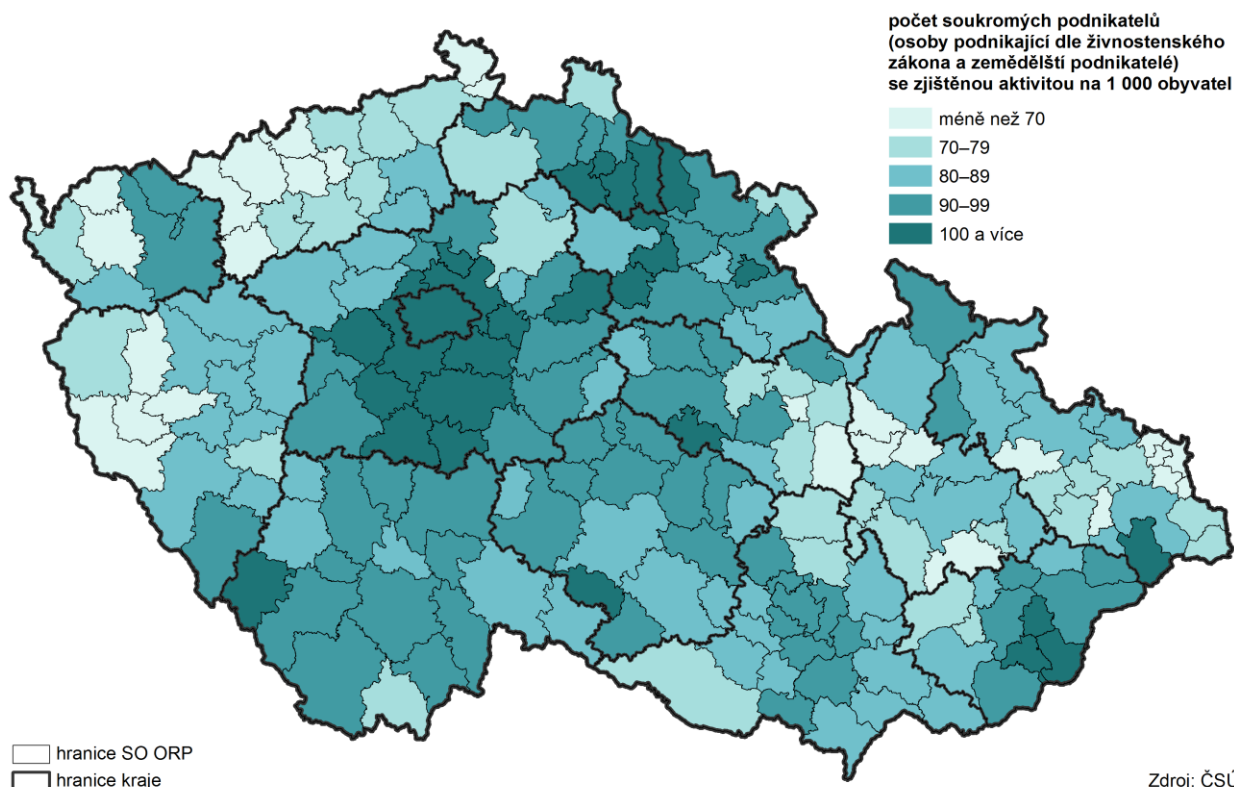 počet soukromých podnikatelů
(osoby podnikající dle živnostenského
zákona a zemědělští podnikatelé)
se zjištěnou aktivitou na 1 000 obyvatel
méně než 70
70–79
80–89
90–99
100 a více
hranice SO ORP
hranice kraje
Zdroj: ČSÚ